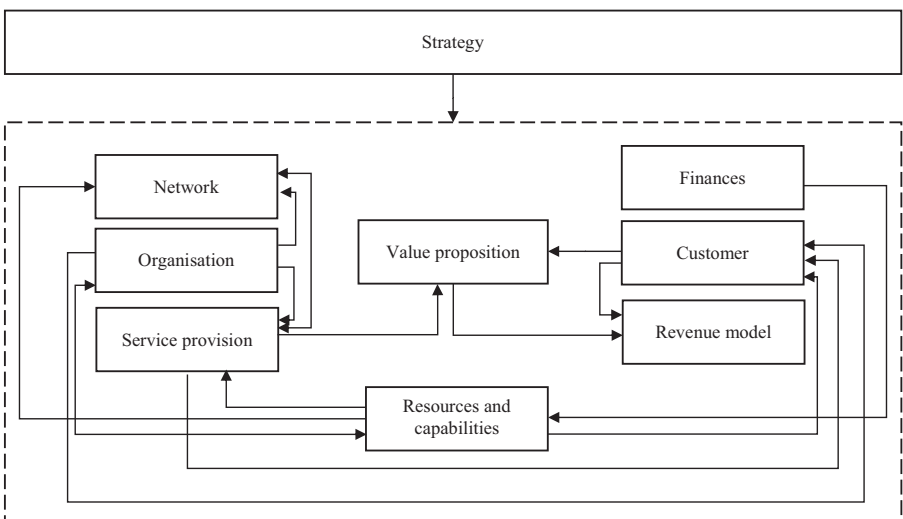 Strategy
Network
Finances
Organisation
Value proposition
Customer
Service provision
Revenue model
Resources and
capabilities